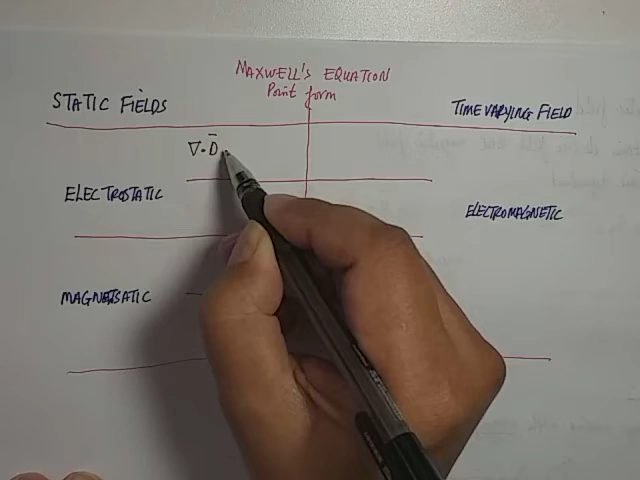 MAXWELL'S EQUATION
Point form
STATIC FIELDS
TIME VARYING FIELD
∇·D̄
ELECTROSTATIC
ELECTROMAGNETIC
MAGNETSATIC